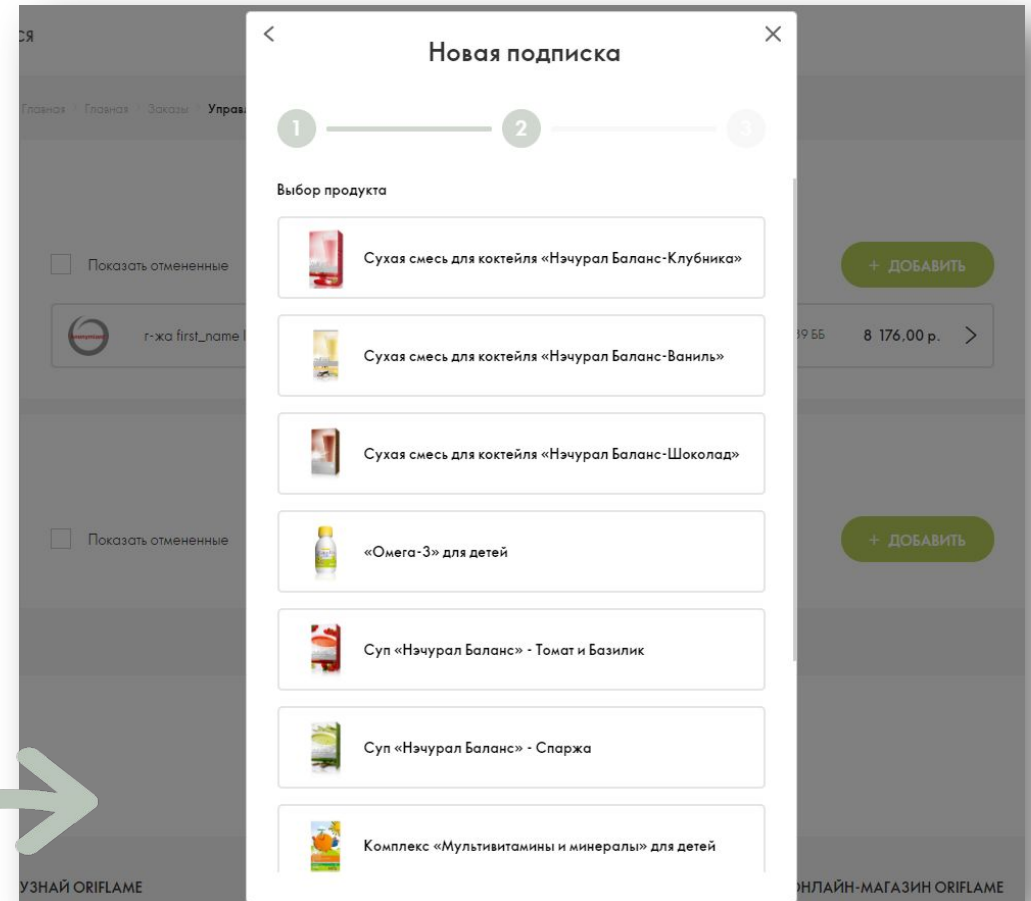 СЯ
Новая подписка
Главная / Главная / Заказы / Управл
1 2 3
Выбор продукта
Сухая смесь для коктейля «Нэчурал Баланс-Клубника»
Показать отмененные
+ ДОБАВИТЬ
г-жа first_name l
39 ББ 8 176,00 р.
Сухая смесь для коктейля «Нэчурал Баланс-Ваниль»
Сухая смесь для коктейля «Нэчурал Баланс-Шоколад»
Показать отмененные
«Омега-3» для детей
+ ДОБАВИТЬ
Суп «Нэчурал Баланс» - Томат и Базилик
Суп «Нэчурал Баланс» - Спаржа
Комплекс «Мультивитамины и минералы» для детей
УЗНАЙ ORIFLAME
ОНЛАЙН-МАГАЗИН ORIFLAME